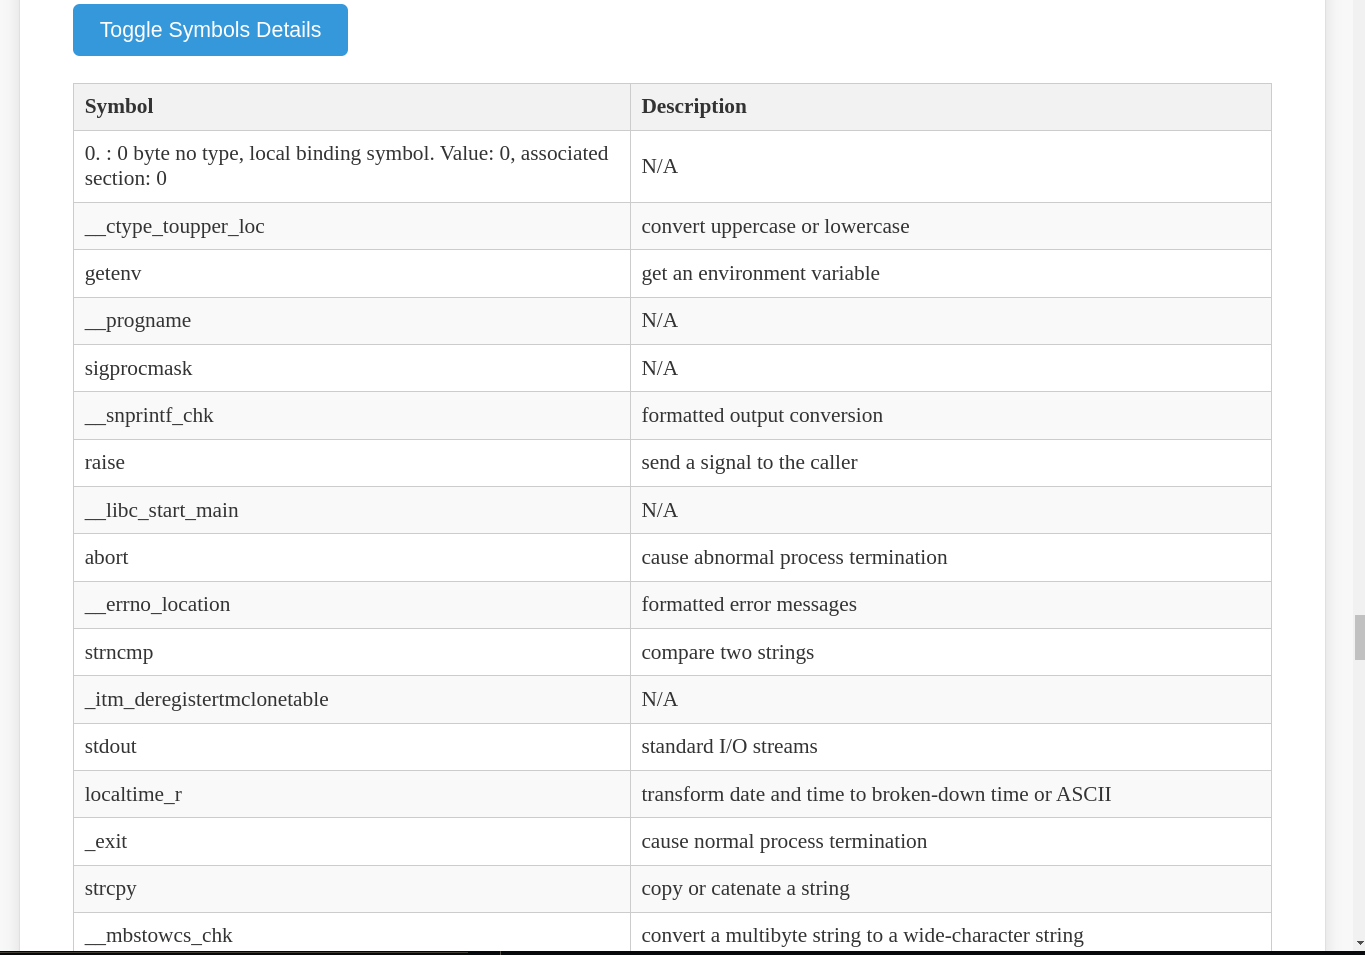 Toggle Symbols Details
Symbol Description
0. : 0 byte no type, local binding symbol. Value: 0, associated
section: 0
N/A
__ctype_toupper_loc convert uppercase or lowercase
getenv get an environment variable
__progname N/A
sigprocmask N/A
__snprintf_chk formatted output conversion
raise send a signal to the caller
__libc_start_main N/A
abort cause abnormal process termination
__errno_location formatted error messages
strncmp compare two strings
_itm_deregistertmclonetable N/A
stdout standard I/O streams
localtime_r transform date and time to broken-down time or ASCII
_exit cause normal process termination
strcpy copy or catenate a string
__mbstowcs_chk convert a multibyte string to a wide-character string